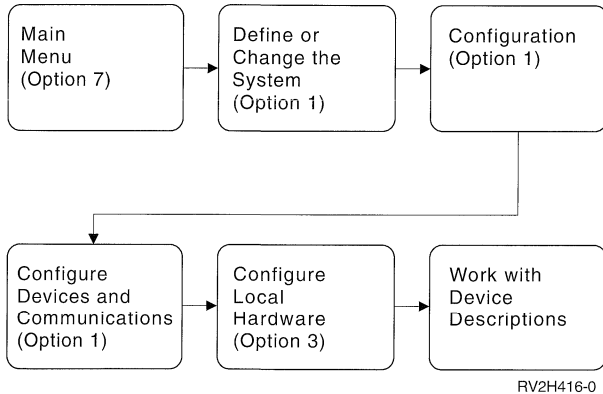 Main
Menu
(Option 7)
Define or
Change the
System
(Option 1)
Configuration
(Option 1)
Configure
Devices and
Communications
(Option 1)
Configure
Local
Hardware
(Option 3)
Work with
Device
Descriptions
RV2H416-0